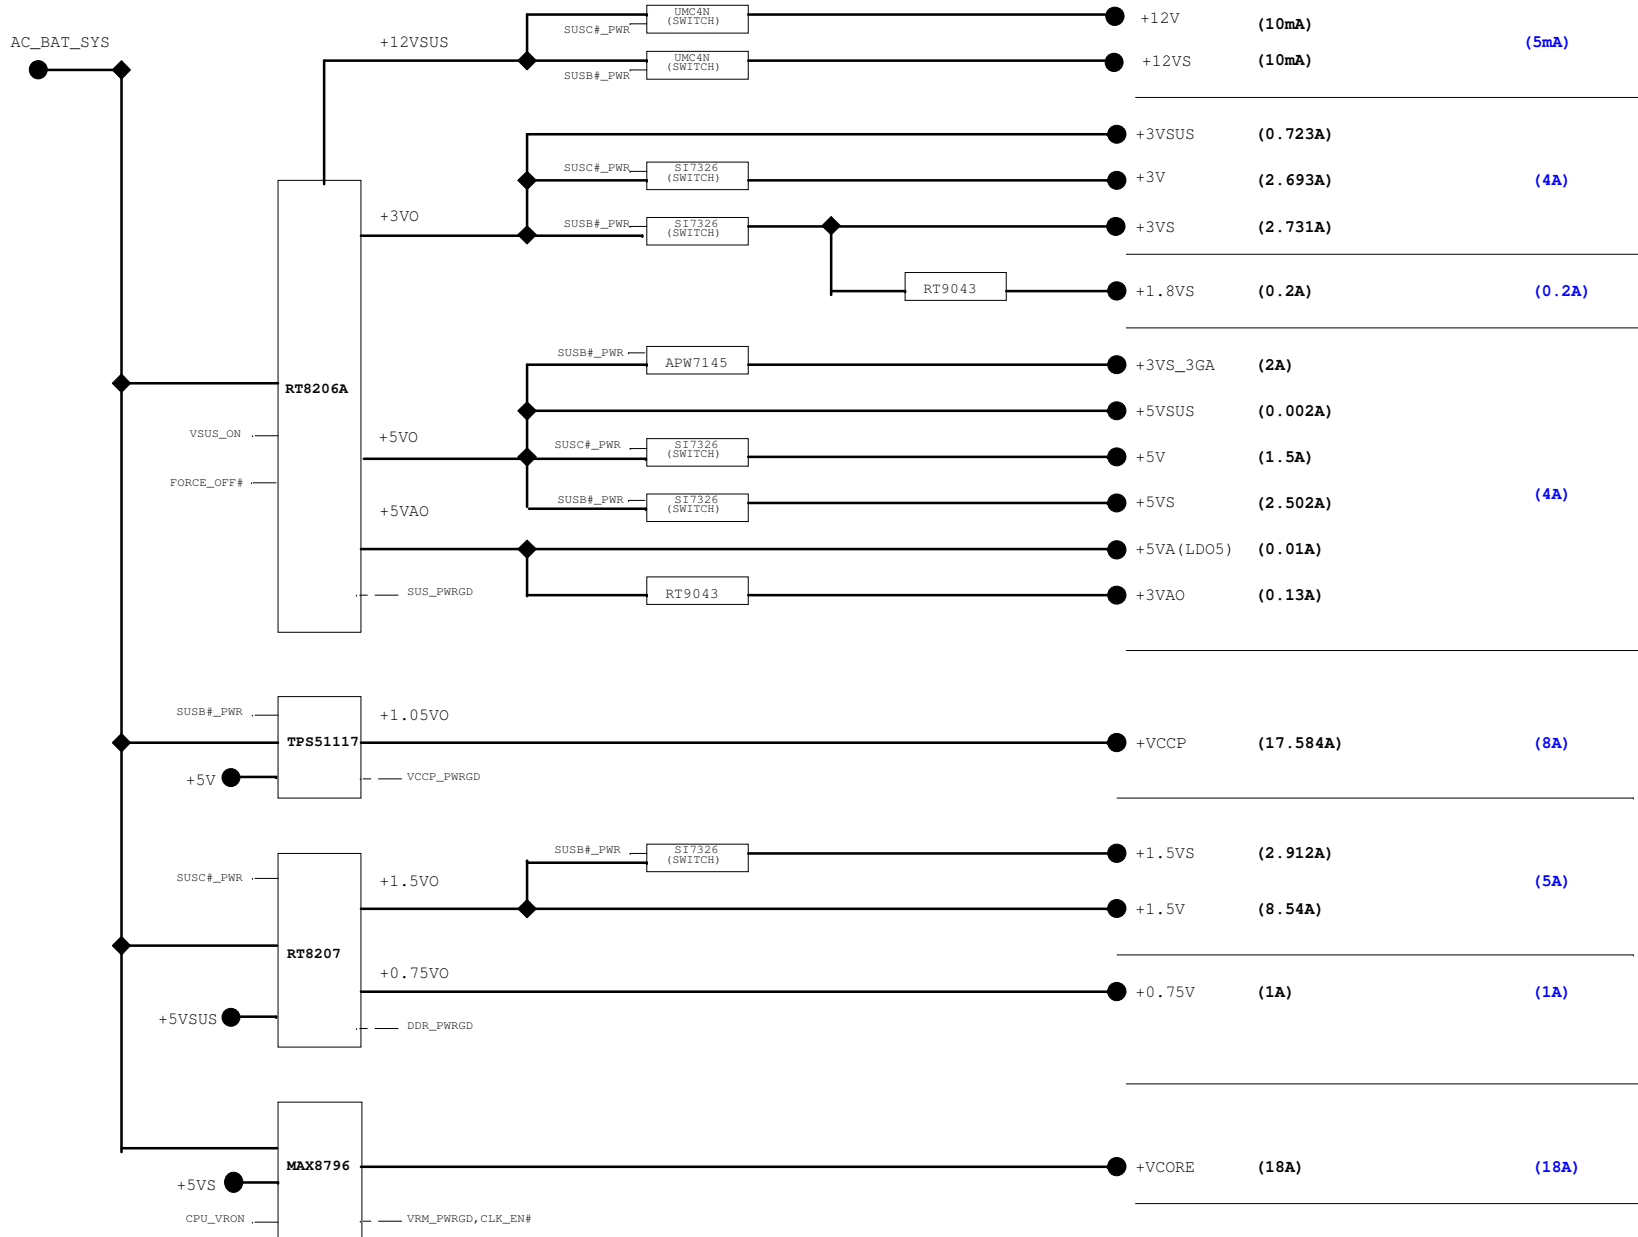 AC_BAT_SYS
+12VSUS
SUSC#_PWR
UMC4N
(SWITCH)
+12V (10mA)
(5mA)
SUSB#_PWR
UMC4N
(SWITCH)
+12VS (10mA)
+3VSUS (0.723A)
SUSC#_PWR
SI7326
(SWITCH)
+3V (2.693A) (4A)
+3VO
SUSB#_PWR
SI7326
(SWITCH)
+3VS (2.731A)
RT9043
+1.8VS (0.2A) (0.2A)
SUSB#_PWR
APW7145
+3VS_3GA (2A)
RT8206A
+5VSUS (0.002A)
VSUS_ON
+5VO
SUSC#_PWR
SI7326
(SWITCH)
+5V (1.5A)
FORCE_OFF#
(4A)
SUSB#_PWR
SI7326
(SWITCH)
+5VS (2.502A)
+5VAO
+5VA(LDO5) (0.01A)
SUS_PWRGD
RT9043
+3VAO (0.13A)
SUSB#_PWR
+1.05VO
TPS51117
+VCCP (17.584A) (8A)
+5V
VCCP_PWRGD
SUSB#_PWR
SI7326
(SWITCH)
+1.5VS (2.912A)
SUSC#_PWR
+1.5VO
(5A)
+1.5V (8.54A)
RT8207
+0.75VO
+0.75V (1A) (1A)
+5VSUS
DDR_PWRGD
MAX8796
+VCORE (18A) (18A)
+5VS
CPU_VRON
VRM_PWRGD,CLK_EN#